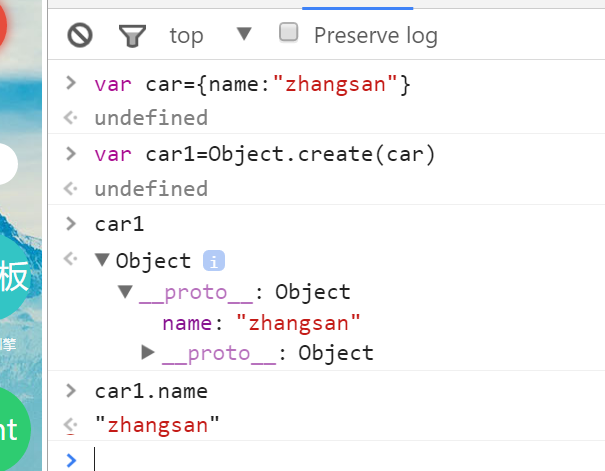 top Preserve log
var car={name:"zhangsan"}
undefined
var car1=Object.create(car)
undefined
car1
Object i
__proto__: Object
name: "zhangsan"
__proto__: Object
car1.name
"zhangsan"
板
擎
nt